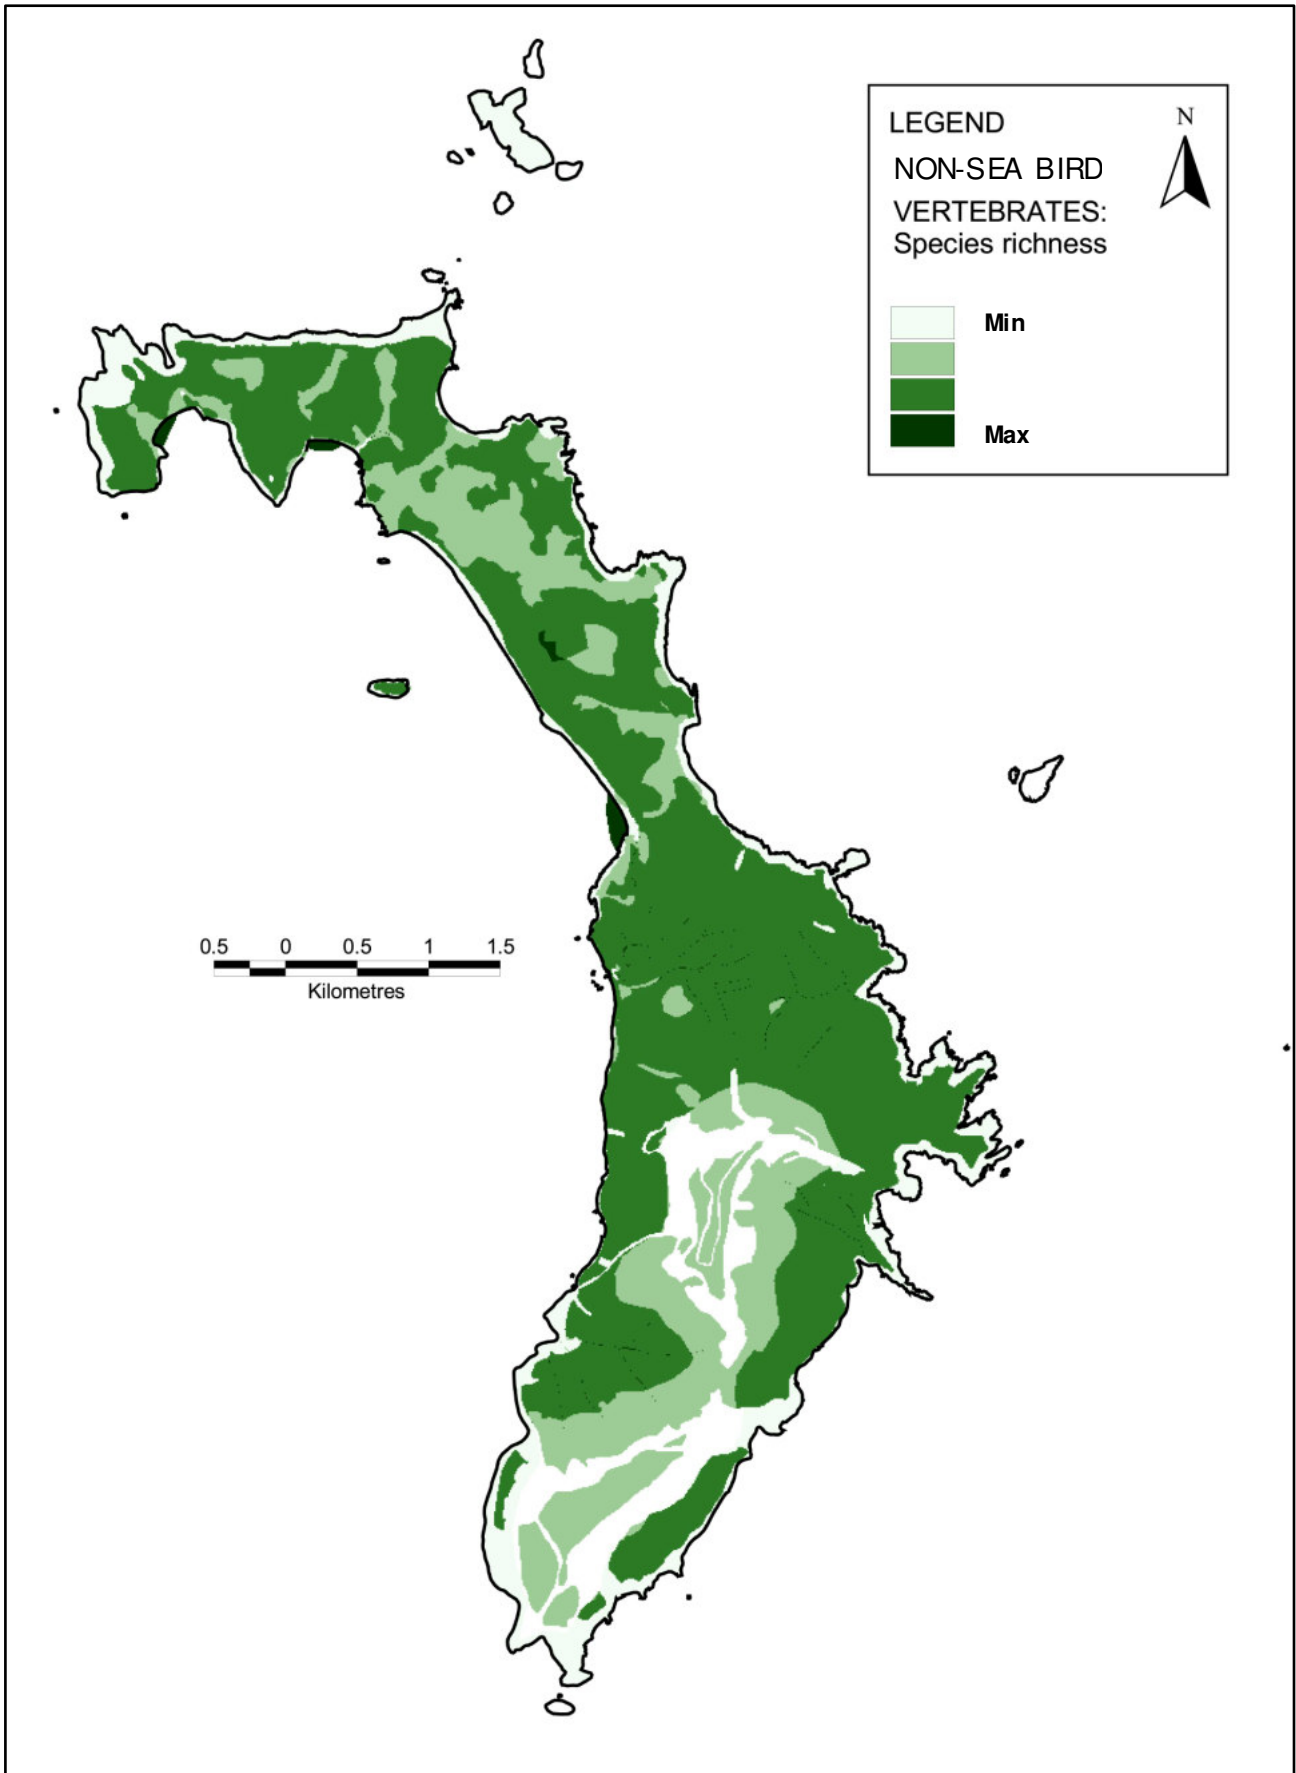 LEGEND
N
NON-SEA BIRD
VERTEBRATES:
Species richness
Min
Max
0.5 0 0.5 1 1.5
Kilometres